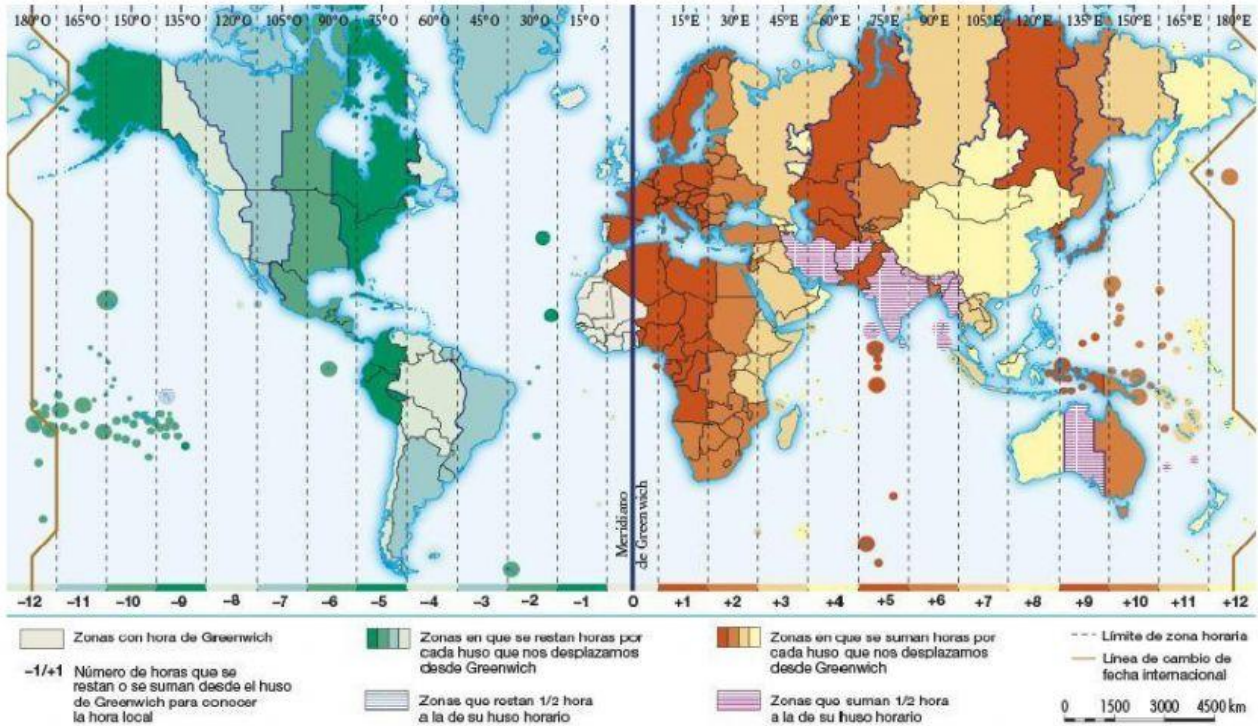 180°O 150°O 135°O 120°O 90°O 60°O 45°O 30°O 15°O 0 15°E 30°E 45°E 60°E 75°E 90°E 105°E 120°E 135°E 150°E 165°E 180°E
Meridiano
de Greenwich
-12 -11 -10 -9 -8 -7 -6 -5 -4 -3 -2 -1 0 +1 +2 +3 +4 +5 +6 +7 +8 +9 +10 +11 +12
Zonas con hora de Greenwich
-1/+1 Número de horas que se
restan o se suman desde el huso
de Greenwich para conocer
la hora local
Zonas en que se restan horas por
cada huso que nos desplazamos
desde Greenwich
Zonas que restan 1/2 hora
a la de su huso horario
Zonas en que se suman horas por
cada huso que nos desplazamos
desde Greenwich
Zonas que suman 1/2 hora
a la de su huso horario
Límite de zona horaria
Línea de cambio de
fecha internacional
0 1500 3000 4500 km